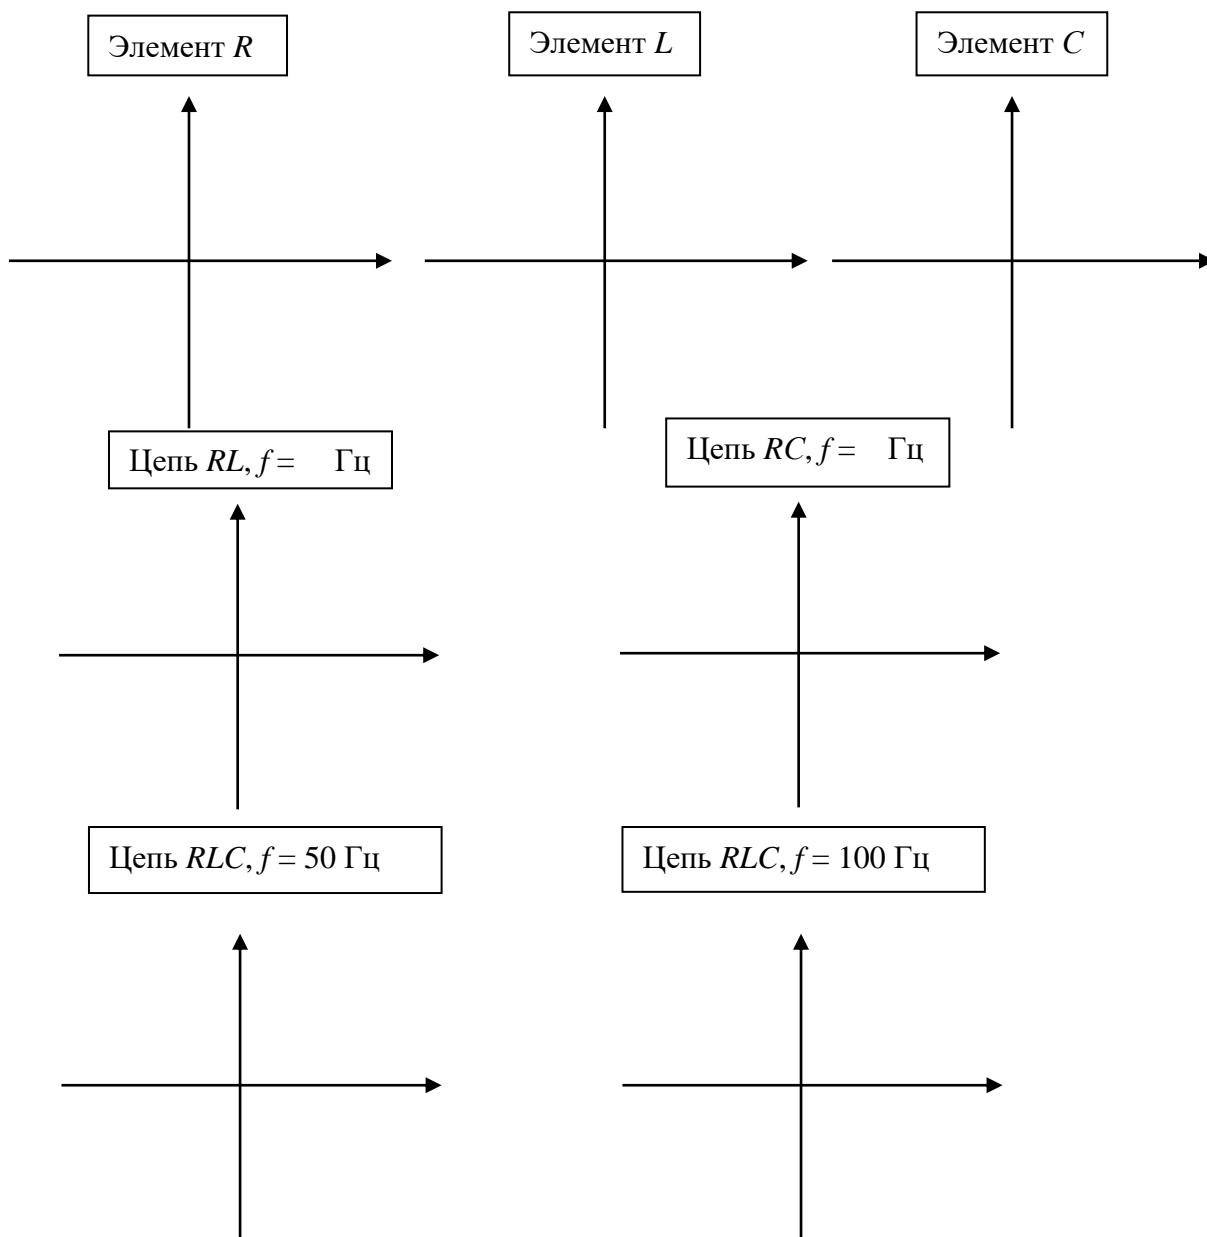 Элемент R
Элемент L
Элемент C
Цепь RL, f = Гц
Цепь RC, f = Гц
Цепь RLC, f = 50 Гц
Цепь RLC, f = 100 Гц